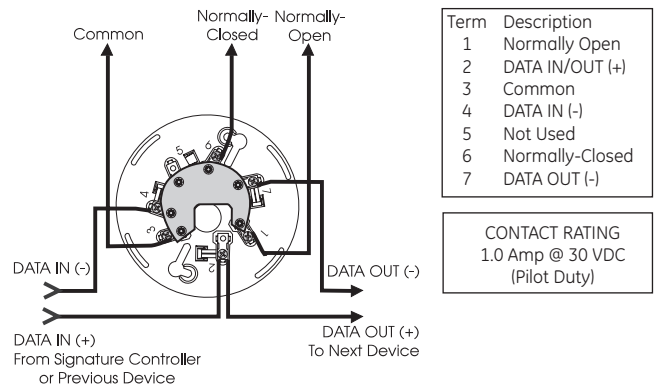 Common
Normally-
Closed
Normally-
Open
6
5
4
7
3
1
2
DATA IN (-)
DATA IN (+)
From Signature Controller
or Previous Device
DATA OUT (-)
DATA OUT (+)
To Next Device
Term Description
1 Normally Open
2 DATA IN/OUT (+)
3 Common
4 DATA IN (-)
5 Not Used
6 Normally-Closed
7 DATA OUT (-)
CONTACT RATING
1.0 Amp @ 30 VDC
(Pilot Duty)